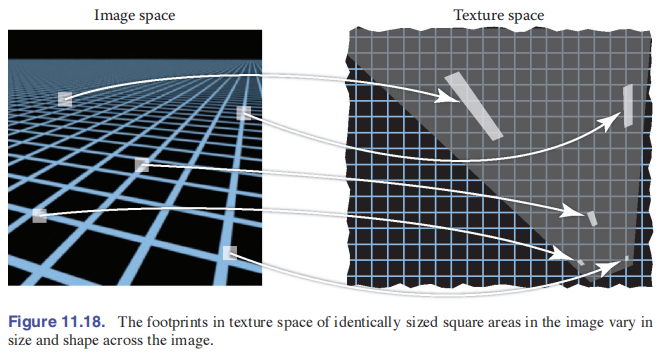 Image space
Texture space
Figure 11.18. The footprints in texture space of identically sized square areas in the image vary in
size and shape across the image.